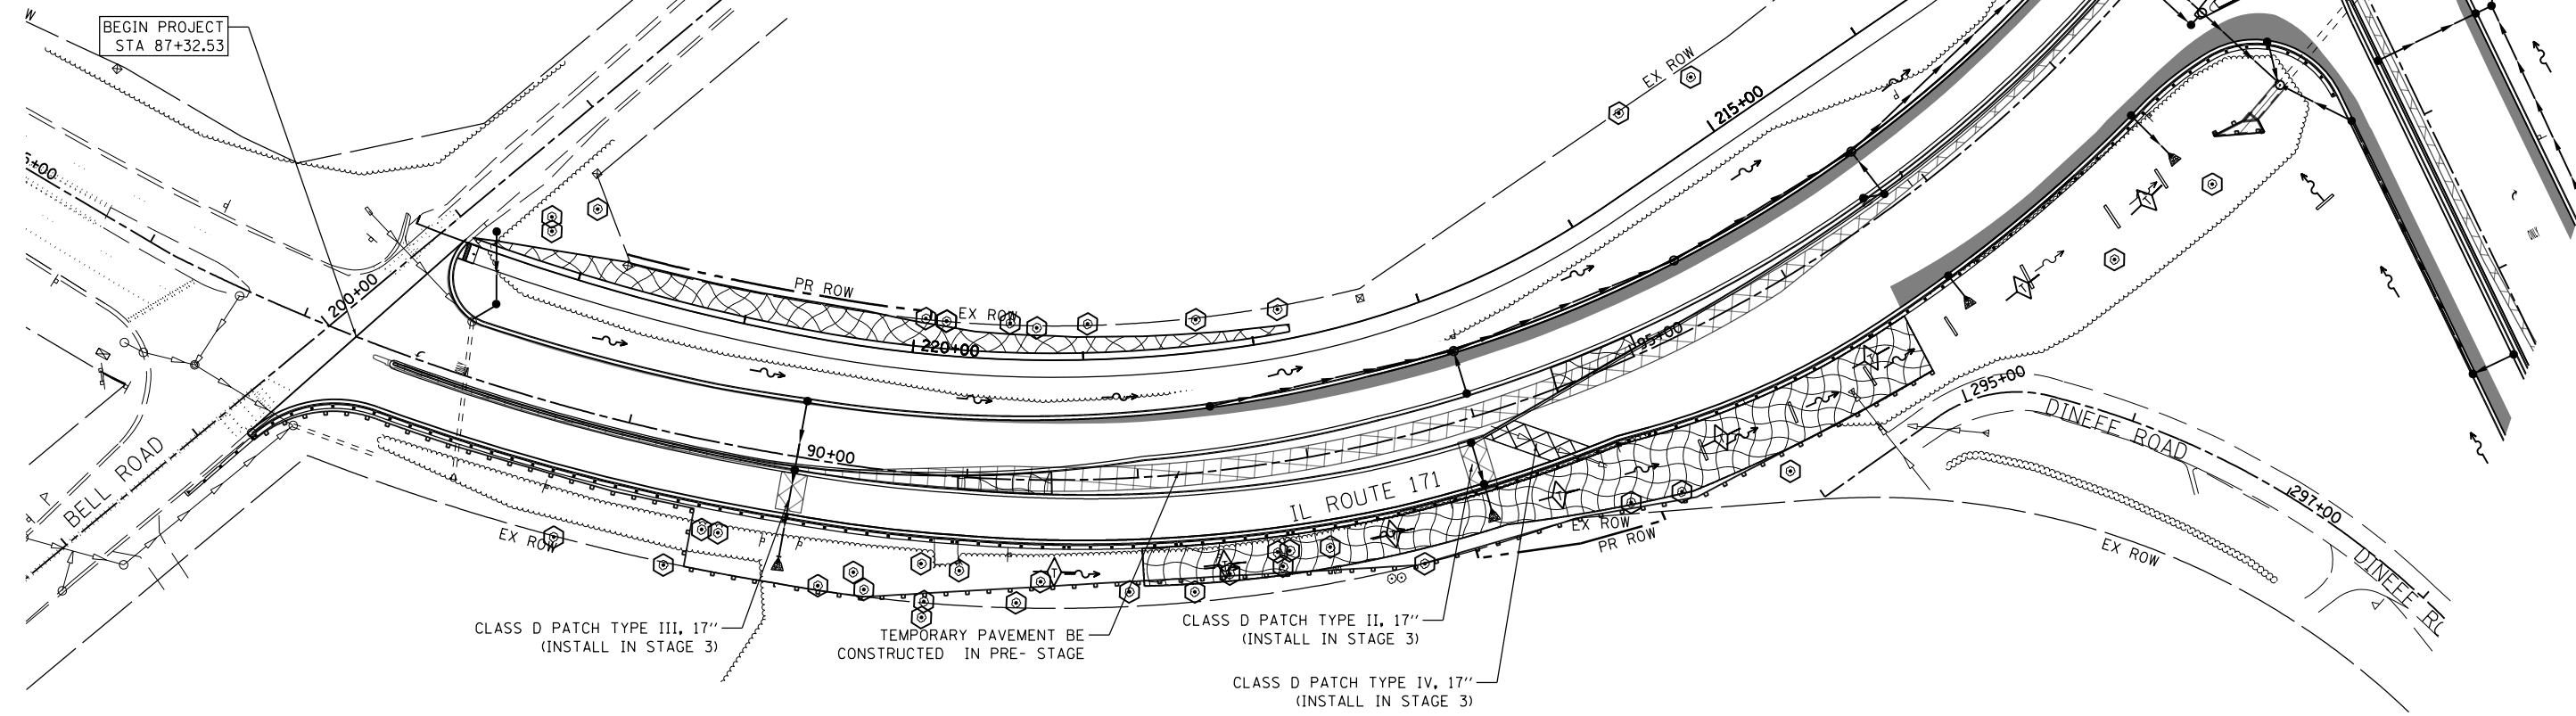 BEGIN PROJECT
STA 87+32.53
EX ROW
215+00
5+00
200+00
PR ROW
EX ROW
220+00
95+00
295+00
DINEFF ROAD
ONLY
90+00
BELL ROAD
IL ROUTE 171
297+00
EX ROW
EX ROW
PR ROW
EX ROW
CLASS D PATCH TYPE III, 17"
(INSTALL IN STAGE 3)
TEMPORARY PAVEMENT BE
CONSTRUCTED IN PRE- STAGE
CLASS D PATCH TYPE II, 17"
(INSTALL IN STAGE 3)
CLASS D PATCH TYPE IV, 17"
(INSTALL IN STAGE 3)